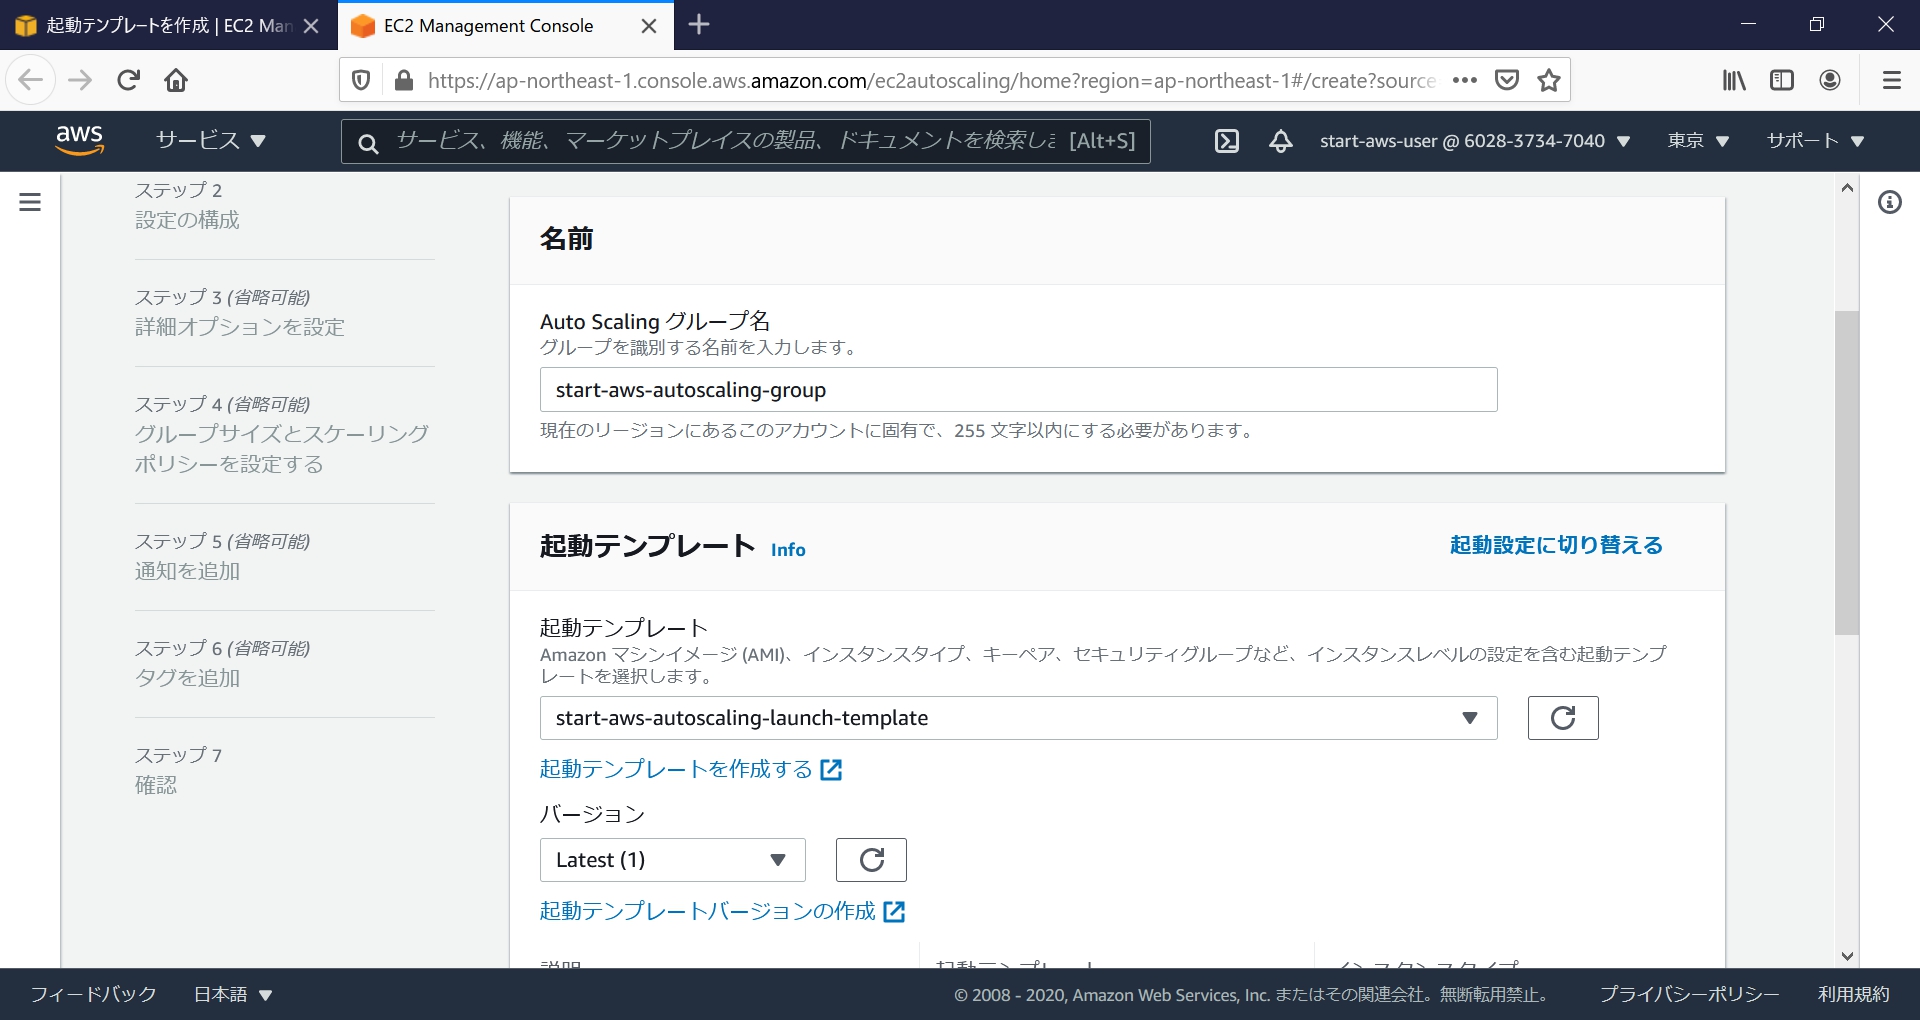 起動テンプレートを作成 | EC2 Man
EC2 Management Console
https://ap-northeast-1.console.aws.amazon.com/ec2autoscaling/home?region=ap-northeast-1#/create?source
aws
サービス
サービス、機能、マーケットプレイスの製品、ドキュメントを検索しま [Alt+S]
start-aws-user @ 6028-3734-7040
東京
サポート
ステップ 2
設定の構成
ステップ 3 (省略可能)
詳細オプションを設定
ステップ 4 (省略可能)
グループサイズとスケーリング
ポリシーを設定する
ステップ 5 (省略可能)
通知を追加
ステップ 6 (省略可能)
タグを追加
ステップ 7
確認
名前
Auto Scaling グループ名
グループを識別する名前を入力します。
start-aws-autoscaling-group
現在のリージョンにあるこのアカウントに固有で、255 文字以内にする必要があります。
起動テンプレート Info
起動設定に切り替える
起動テンプレート
Amazon マシンイメージ (AMI)、インスタンスタイプ、キーペア、セキュリティグループなど、インスタンスレベルの設定を含む起動テンプ
レートを選択します。
start-aws-autoscaling-launch-template
起動テンプレートを作成する
バージョン
Latest (1)
起動テンプレートバージョンの作成
説明 起動テンプレート インスタンスタイプ
フィードバック
日本語
© 2008 - 2020, Amazon Web Services, Inc. またはその関連会社。無断転用禁止。
プライバシーポリシー
利用規約